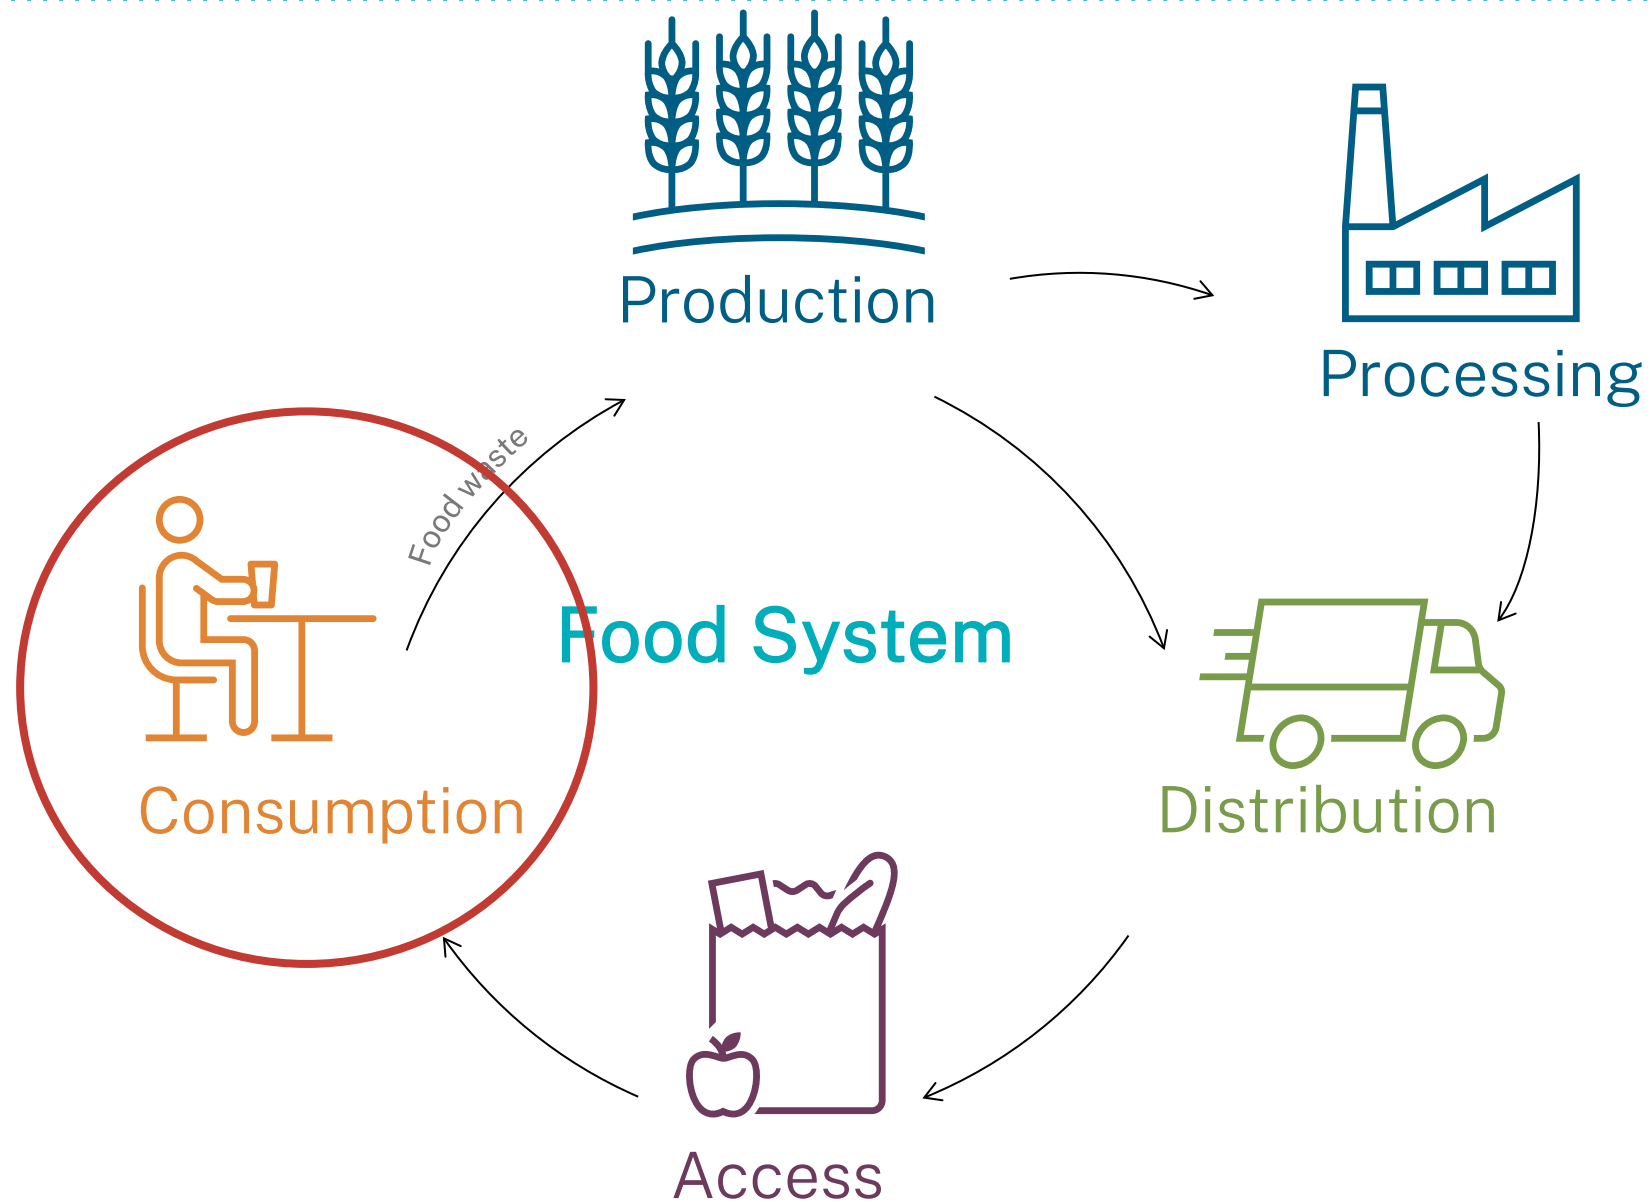 Production
Processing
Food waste
Food System
Consumption
Distribution
Access